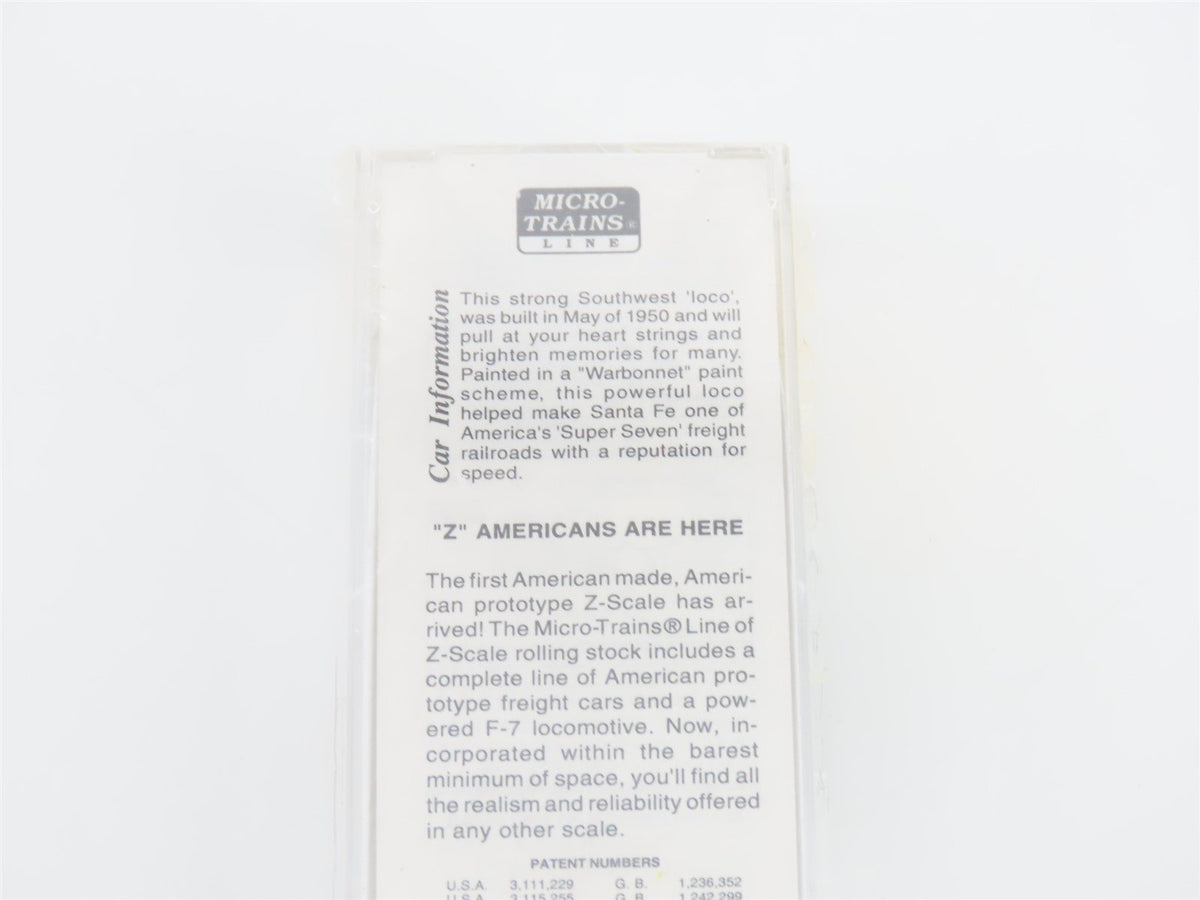 MICRO-
TRAINS®
LINE
Car Information
This strong Southwest 'loco',
was built in May of 1950 and will
pull at your heart strings and
brighten memories for many.
Painted in a "Warbonnet" paint
scheme, this powerful loco
helped make Santa Fe one of
America's 'Super Seven' freight
railroads with a reputation for
speed.
"Z" AMERICANS ARE HERE
The first American made, Ameri-
can prototype Z-Scale has ar-
rived! The Micro-Trains® Line of
Z-Scale rolling stock includes a
complete line of American pro-
totype freight cars and a pow-
ered F-7 locomotive. Now, in-
corporated within the barest
minimum of space, you'll find all
the realism and reliability offered
in any other scale.
PATENT NUMBERS
U.S.A. 3,111,229 G. B. 1,236,352
U.S.A. 3,115,255 G. B. 1,242,299